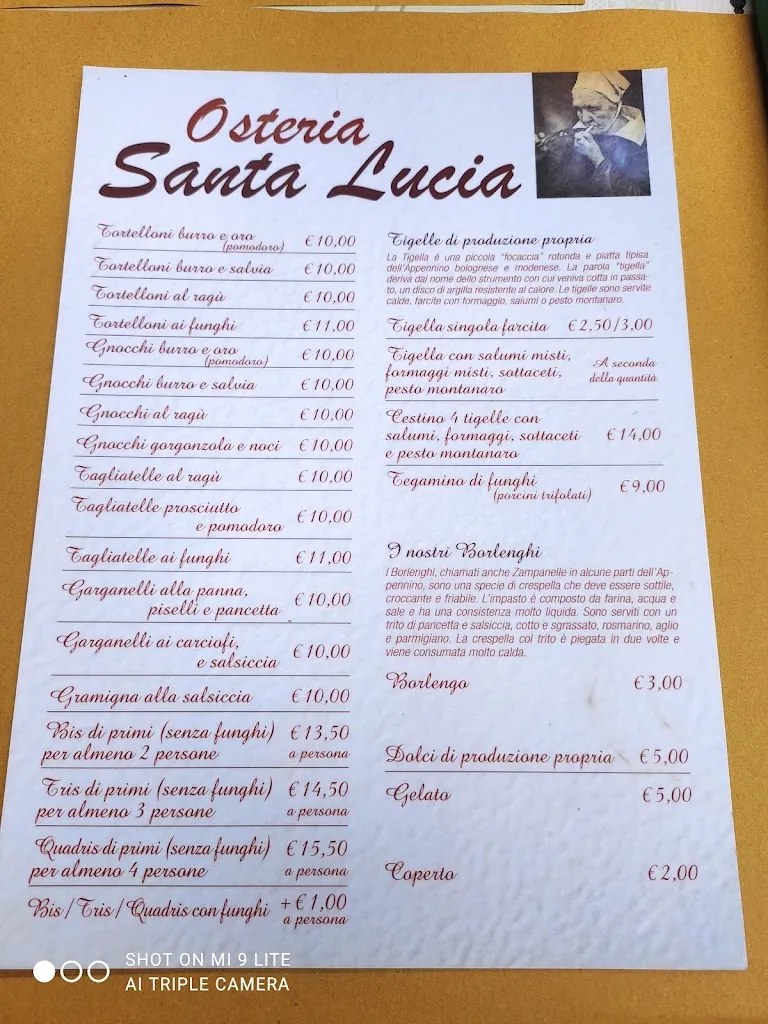 Osteria
Santa Lucia
Tortelloni burro e oro
(pomodoro) € 10,00
Tortelloni burro e salvia € 10,00
Tortelloni al ragù € 10,00
Tortelloni ai funghi € 11,00
Gnocchi burro e oro
(pomodoro) € 10,00
Gnocchi burro e salvia € 10,00
Gnocchi al ragù € 10,00
Gnocchi gorgonzola e noci € 10,00
Tagliatelle al ragù € 10,00
Tagliatelle prosciutto
e pomodoro € 10,00
Tagliatelle ai funghi € 11,00
Garganelli alla panna,
piselli e pancetta € 10,00
Garganelli ai carciofi,
e salsiccia € 10,00
Gramigna alla salsiccia € 10,00
Bis di primi (senza funghi) € 13,50
per almeno 2 persone a persona
Tris di primi (senza funghi) € 14,50
per almeno 3 persone a persona
Quadris di primi (senza funghi) € 15,50
per almeno 4 persone a persona
Bis / Tris / Quadris con funghi + € 1,00
a persona
Tigelle di produzione propria
La Tigella è una piccola "focaccia" rotonda e piatta tipica
dell'Appennino bolognese e modenese. La parola "tigella"
deriva dal nome dello strumento con cui veniva cotta in passa-
to, un disco di argilla resistente al calore. Le tigelle sono servite
calde, farcite con formaggio, salumi o pesto montanaro.
Tigella singola farcita € 2,50/3,00
Tigella con salumi misti,
formaggi misti, sottaceti, A seconda
pesto montanaro della quantità
Cestino 4 tigelle con
salumi, formaggi, sottaceti € 14,00
e pesto montanaro
Tegamino di funghi € 9,00
(porcini trifolati)
I nostri Borlenghi
I Borlenghi, chiamati anche Zampanelle in alcune parti dell'Ap-
pennino, sono una specie di crespella che deve essere sottile,
croccante e friabile. L'impasto è composto da farina, acqua e
sale e ha una consistenza molto liquida. Sono serviti con un
trito di pancetta e salsiccia, cotto e sgrassato, rosmarino, aglio
e parmigiano. La crespella col trito è piegata in due volte e
viene consumata molto calda.
Borlengo € 3,00
Dolci di produzione propria € 5,00
Gelato € 5,00
Coperto € 2,00
SHOT ON MI 9 LITE
AI TRIPLE CAMERA